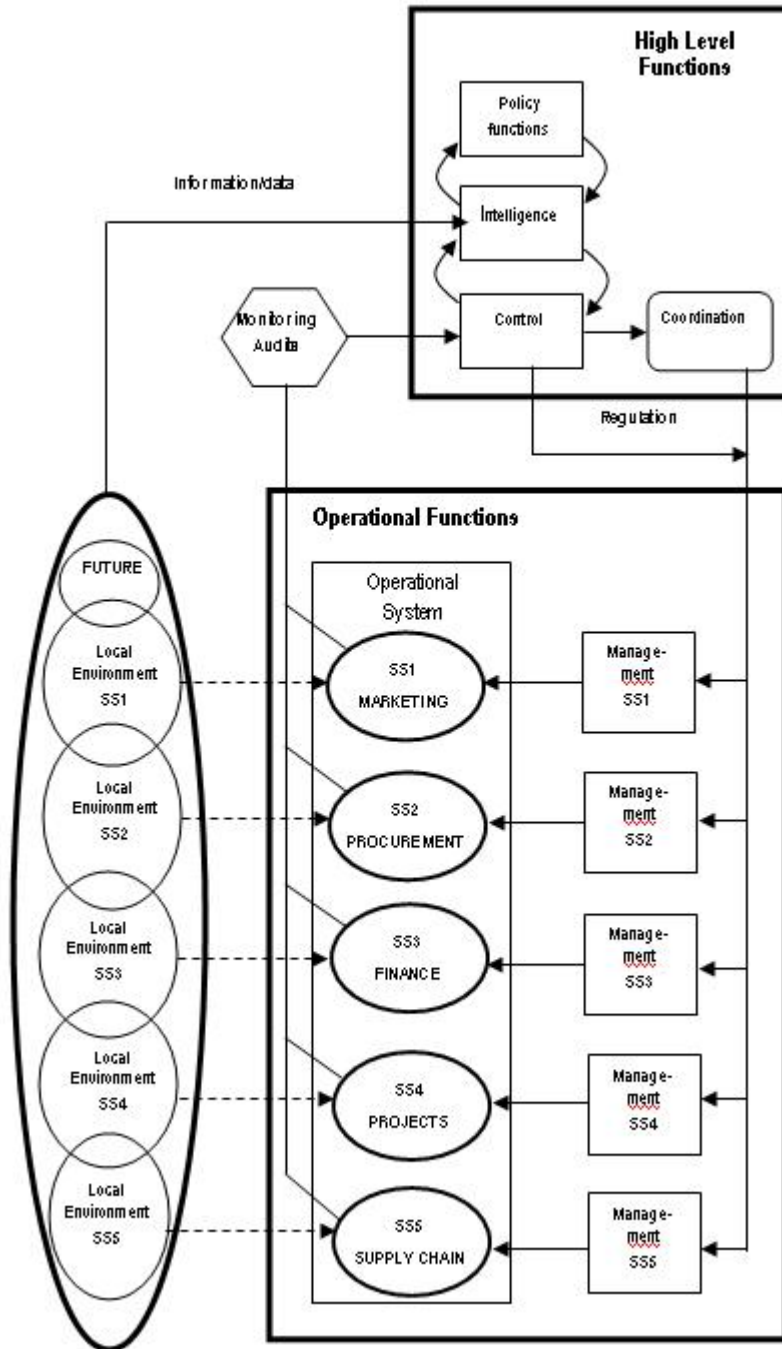 High Level
Functions
Policy
functions
Information/data
Intelligence
Monitoring
Audits
Control
Coordination
Regulation
Operational Functions
FUTURE
Operational
System
Local
Environment
SS1
SS1
MARKETING
Manage-
ment
SS1
Local
Environment
SS2
SS2
PROCUREMENT
Manage-
ment
SS2
Local
Environment
SS3
SS3
FINANCE
Manage-
ment
SS3
Local
Environment
SS4
SS4
PROJECTS
Manage-
ment
SS4
Local
Environment
SS5
SS5
SUPPLY CHAIN
Manage-
ment
SS5